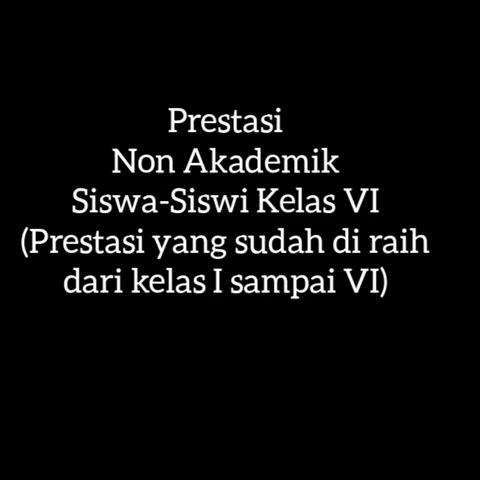 Prestasi
Non Akademik
Siswa-Siswi Kelas VI
(Prestasi yang sudah di raih
dari kelas I sampai VI)